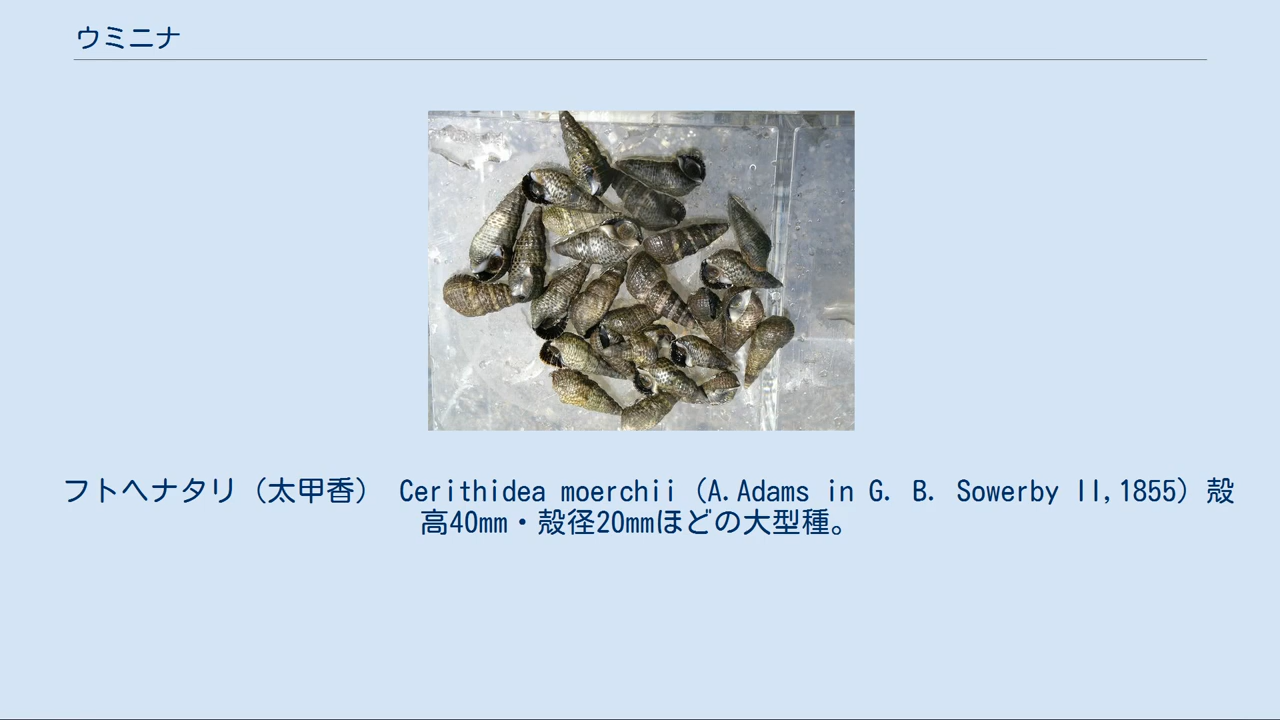 ウミニナ
フトヘナタリ（太甲香） Cerithidea moerchii (A.Adams in G. B. Sowerby II,1855) 殻
高40mm・殻径20mmほどの大型種。